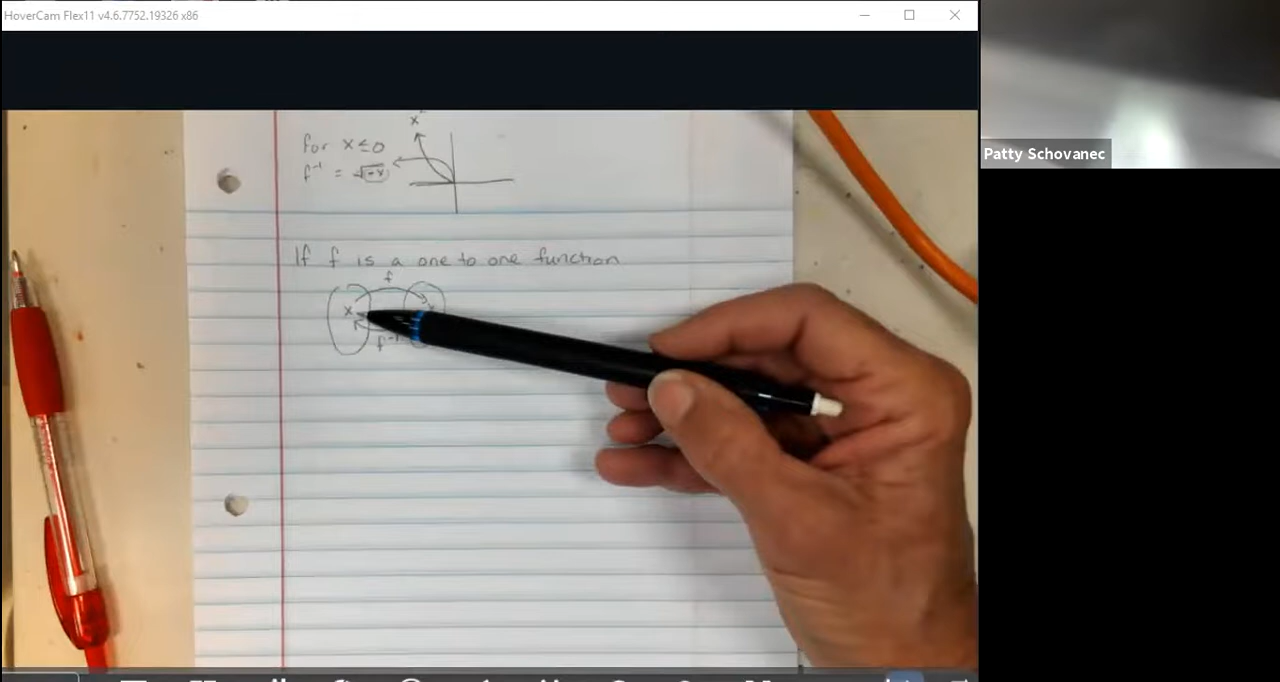 HoverCam Flex11 v4.6.7752.19326 x86
Patty Schovanec
x²
for x≤0
f⁻¹ = √-x
If f is a one to one function
f
x
f⁻¹